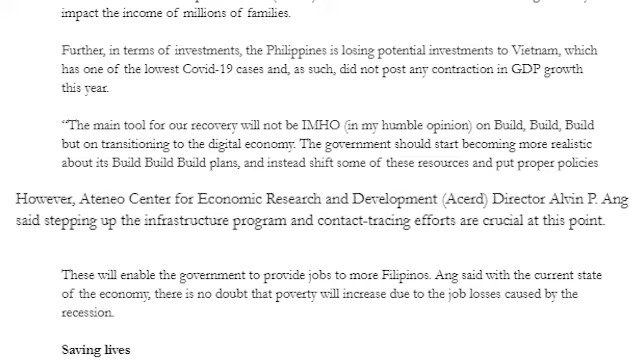 impact the income of millions of families.
Further, in terms of investments, the Philippines is losing potential investments to Vietnam, which
has one of the lowest Covid-19 cases and, as such, did not post any contraction in GDP growth
this year.
“The main tool for our recovery will not be IMHO (in my humble opinion) on Build, Build, Build
but on transitioning to the digital economy. The government should start becoming more realistic
about its Build Build Build plans, and instead shift some of these resources and put proper policies
However, Ateneo Center for Economic Research and Development (Acerd) Director Alvin P. Ang
said stepping up the infrastructure program and contact-tracing efforts are crucial at this point.
These will enable the government to provide jobs to more Filipinos. Ang said with the current state
of the economy, there is no doubt that poverty will increase due to the job losses caused by the
recession.
Saving lives